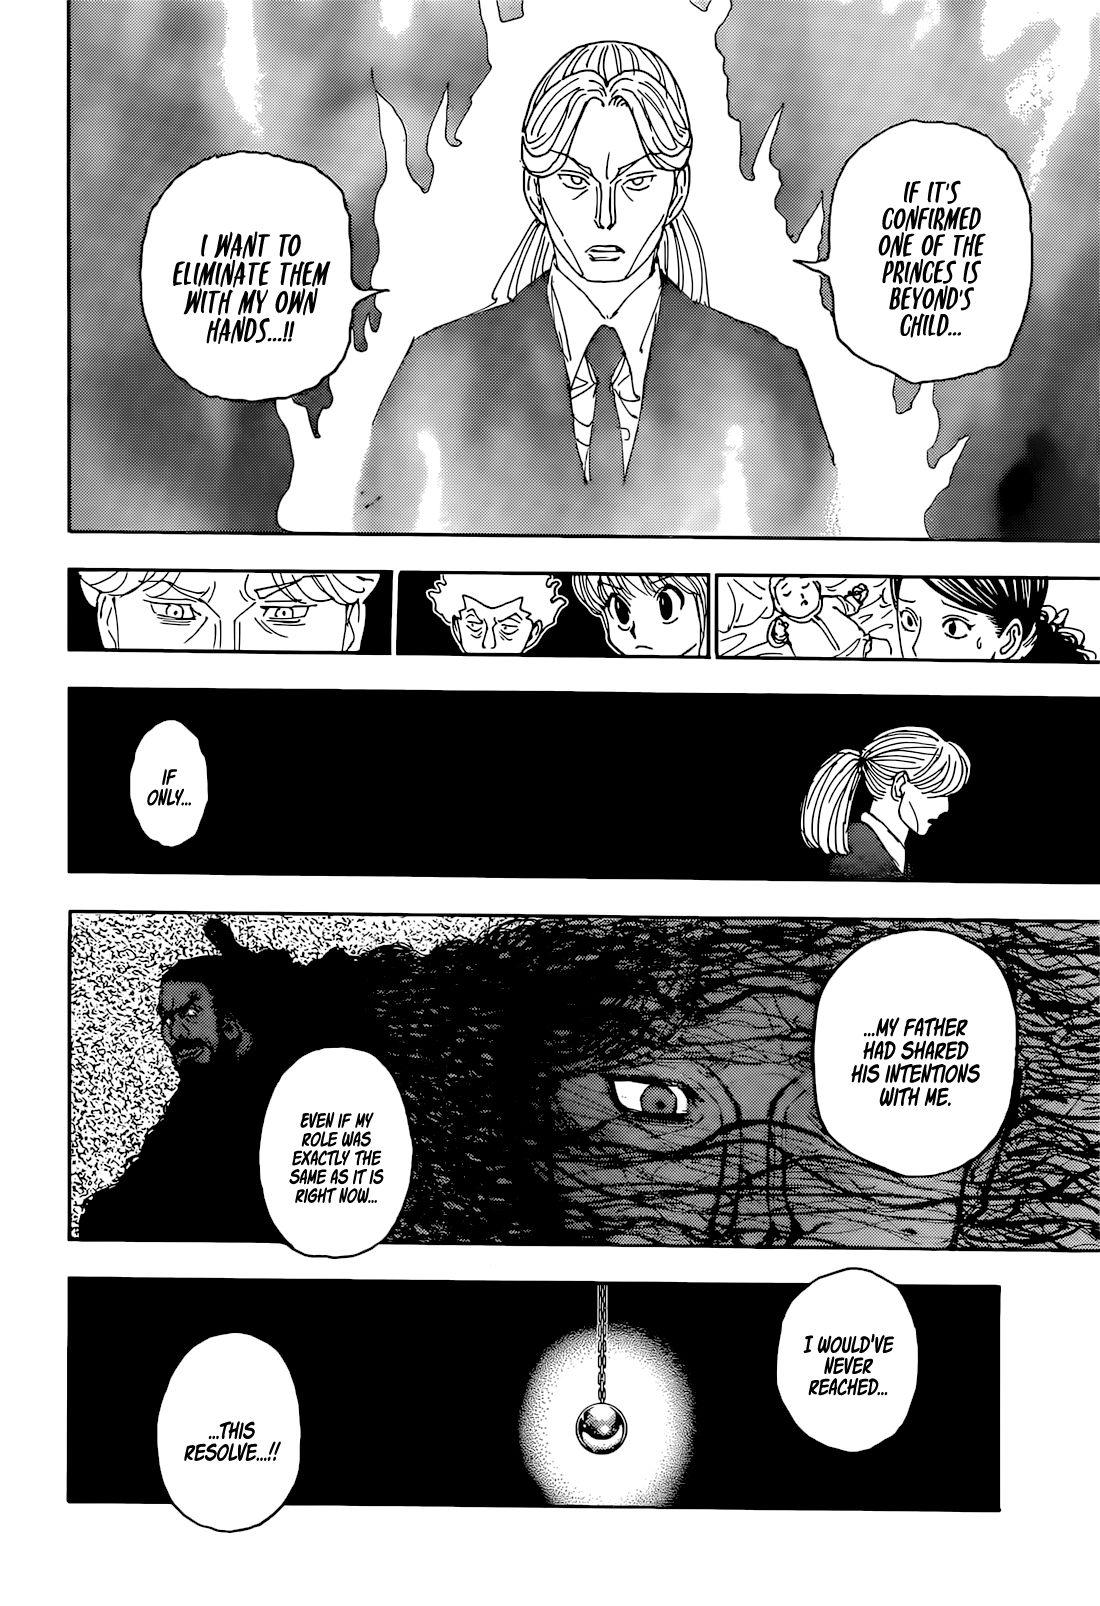 IF IT'S
CONFIRMED
ONE OF THE
PRINCES IS
BEYOND'S
CHILD...
I WANT TO
ELIMINATE THEM
WITH MY OWN
HANDS...!!
IF
ONLY...
...MY FATHER
HAD SHARED
HIS INTENTIONS
WITH ME.
EVEN IF MY
ROLE WAS
EXACTLY THE
SAME AS IT IS
RIGHT NOW...
I WOULD'VE
NEVER
REACHED...
...THIS
RESOLVE...!!